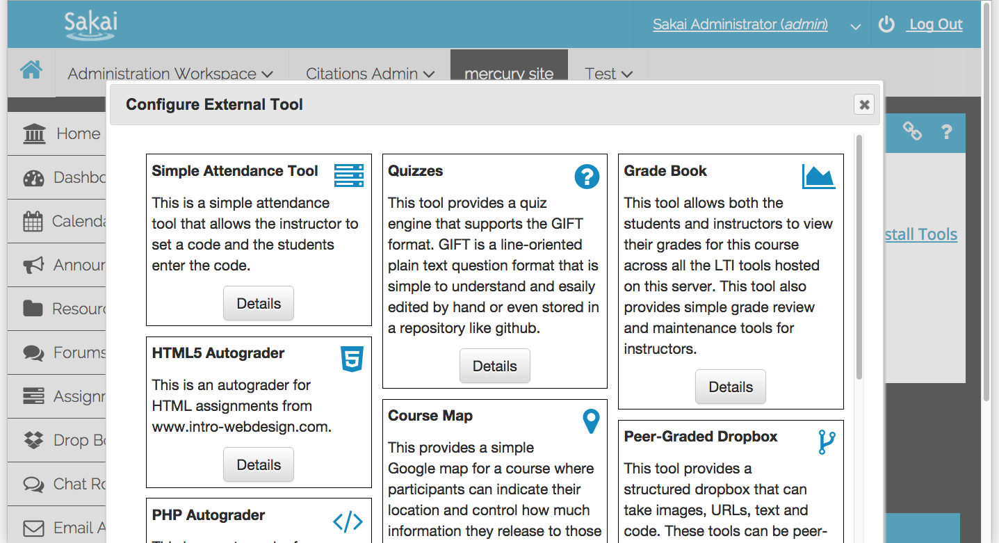 Sakai
Sakai Administrator (admin)
Log Out
Administration Workspace
Citations Admin
mercury site
Test
Configure External Tool
Home
Dashbo
Calenda
Announ
Resourc
Forums
Assignm
Drop Bo
Chat Ro
Email A
?
stall Tools
Simple Attendance Tool
This is a simple attendance
tool that allows the instructor to
set a code and the students
enter the code.
Details
HTML5 Autograder
This is an autograder for
HTML assignments from
www.intro-webdesign.com.
Details
PHP Autograder
Quizzes
This tool provides a quiz
engine that supports the GIFT
format. GIFT is a line-oriented
plain text question format that is
simple to understand and esaily
edited by hand or even stored in
a repository like github.
Details
Course Map
This provides a simple
Google map for a course where
participants can indicate their
location and control how much
information they release to those
Grade Book
This tool allows both the
students and instructors to view
their grades for this course
across all the LTI tools hosted
on this server. This tool also
provides simple grade review
and maintenance tools for
instructors.
Details
Peer-Graded Dropbox
This tool provides a
structured dropbox that can
take images, URLs, text and
code. These tools can be peer-